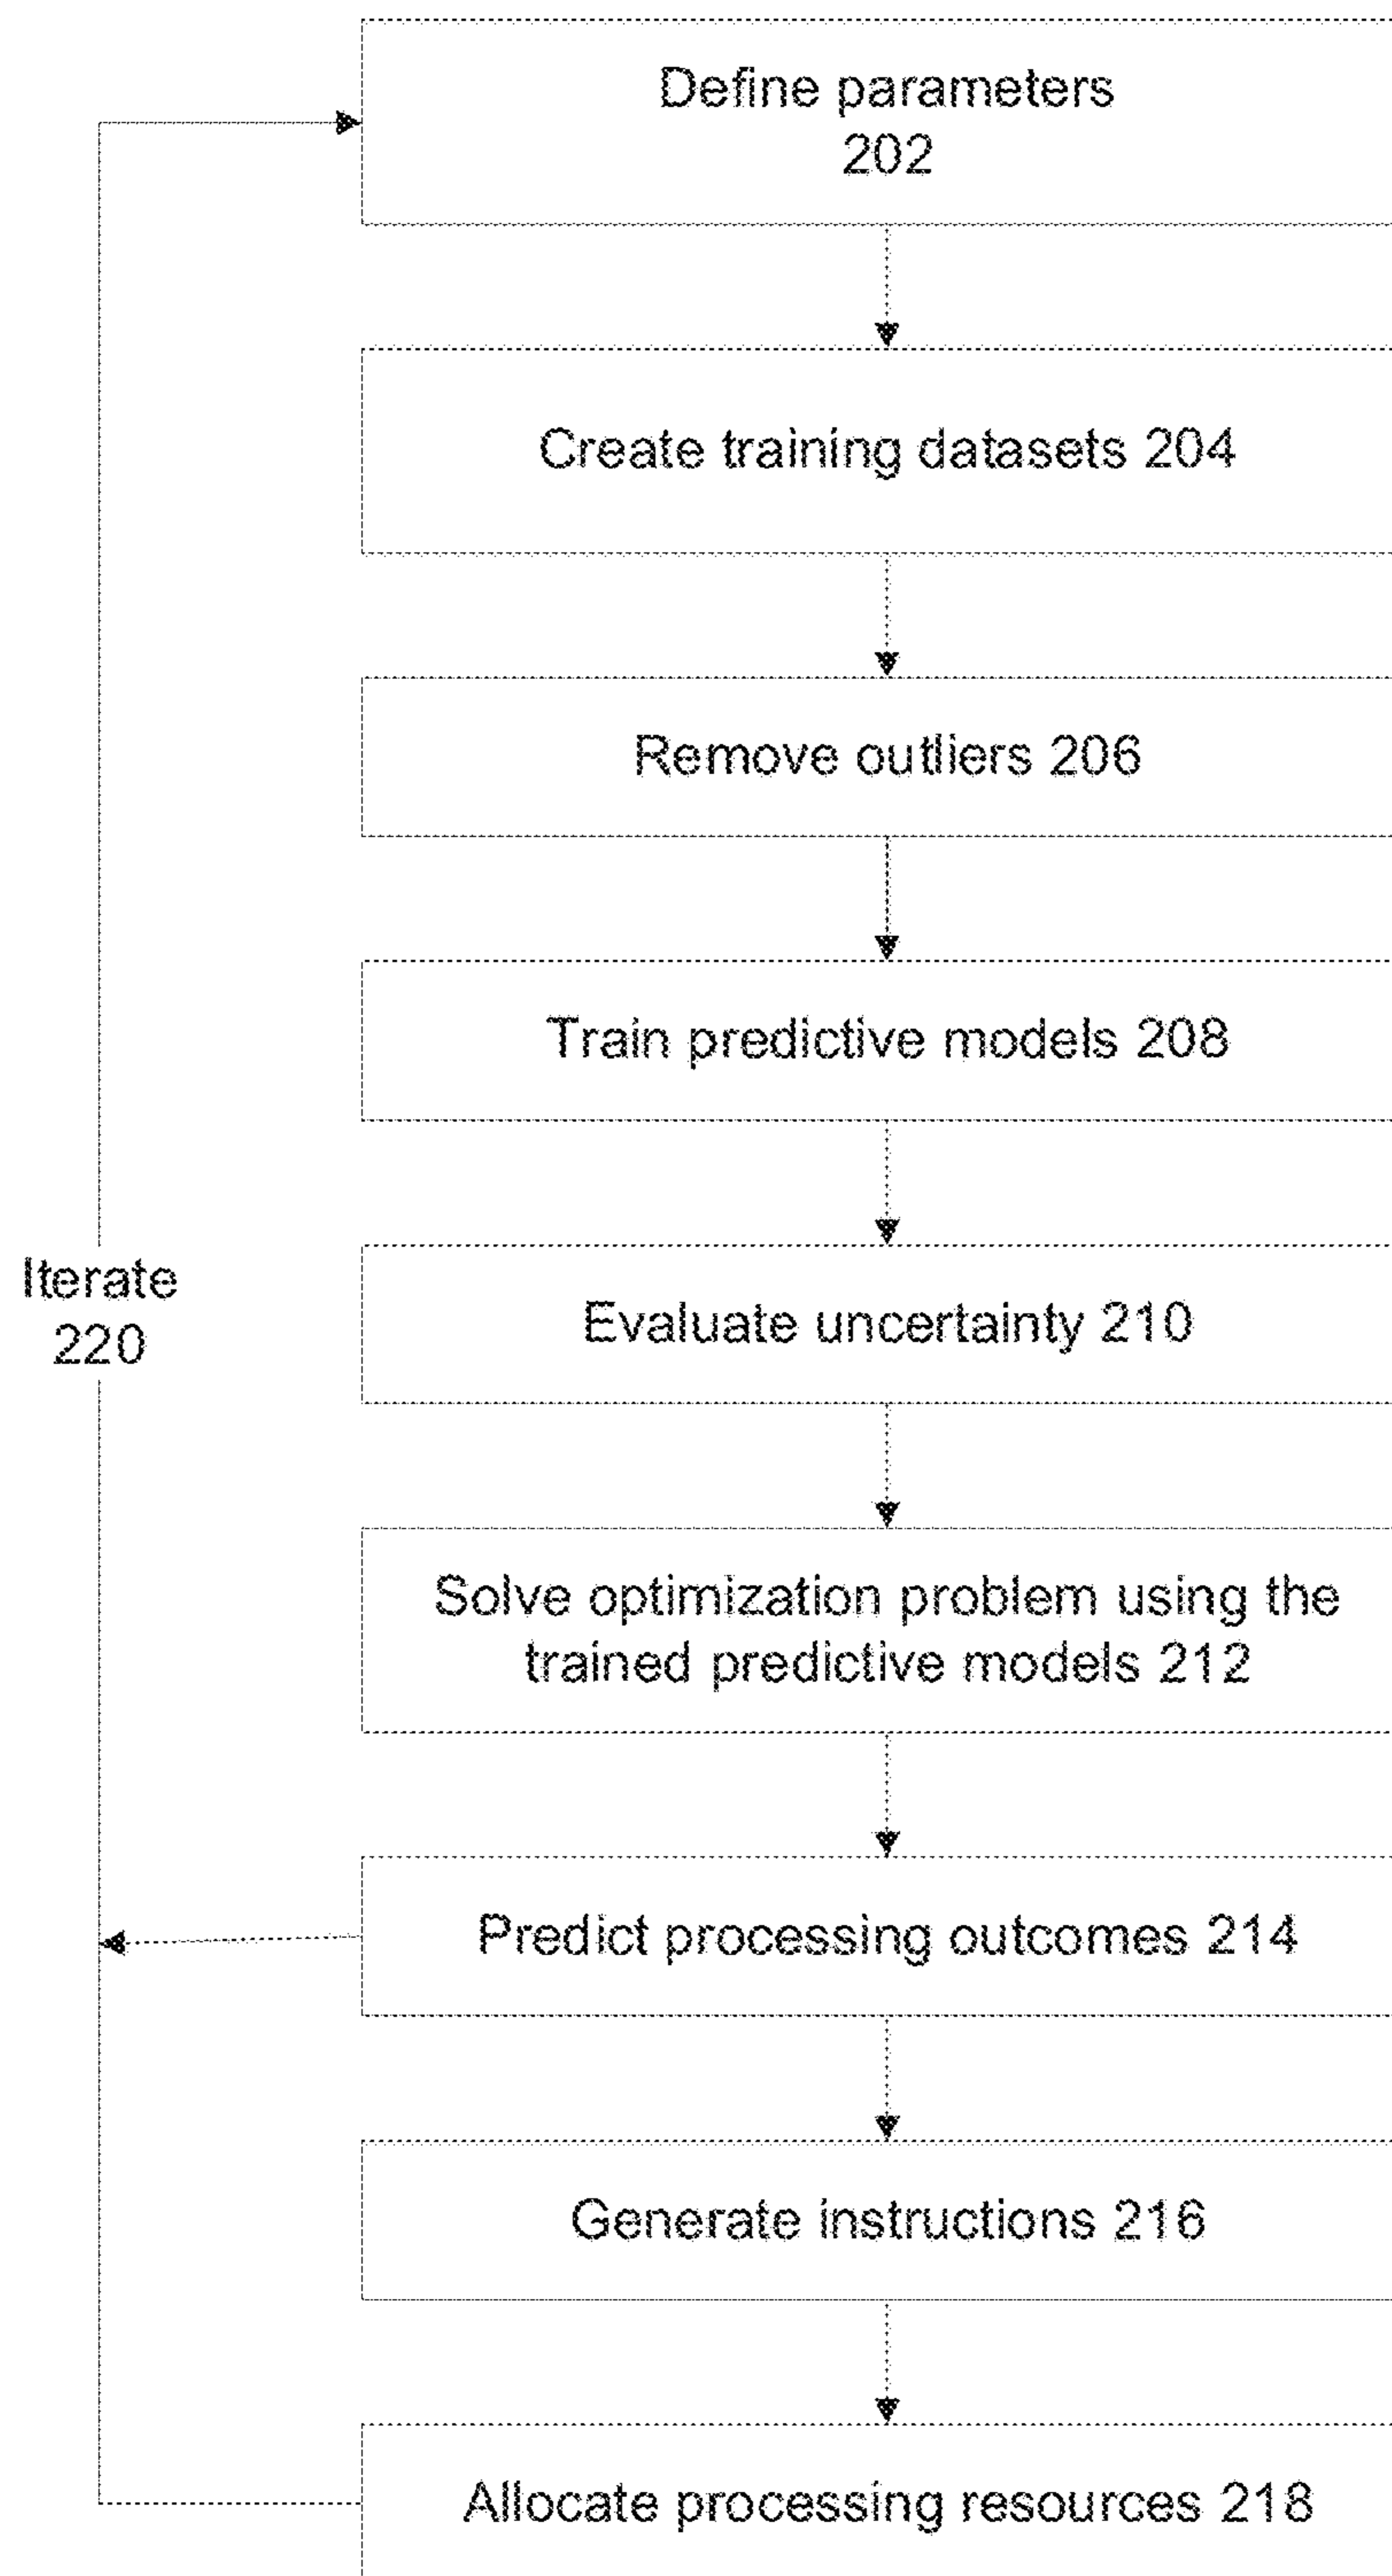 Define parameters
202
Create training datasets 204
Remove outliers 206
Train predictive models 208
Evaluate uncertainty 210
Iterate
220
Solve optimization problem using the
trained predictive models 212
Predict processing outcomes 214
Generate instructions 216
Allocate processing resources 218